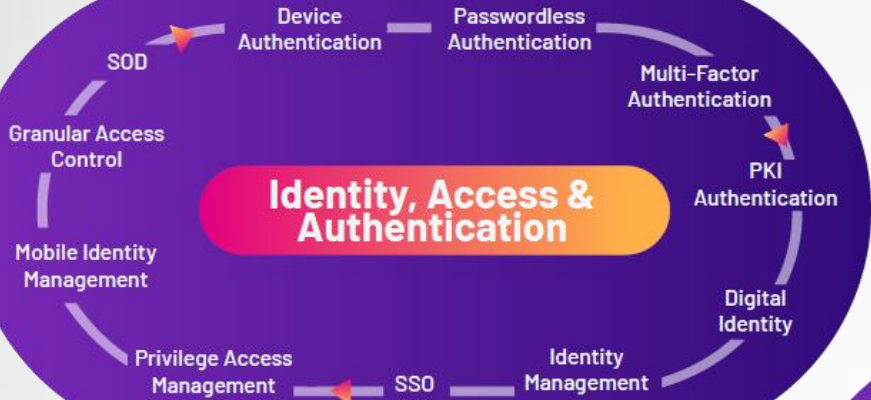 Device
Authentication
Passwordless
Authentication
Multi-Factor
Authentication
PKI
Authentication
Digital
Identity
Identity
Management
SSO
Privilege Access
Management
Mobile Identity
Management
Granular Access
Control
SOD
Identity, Access &
Authentication